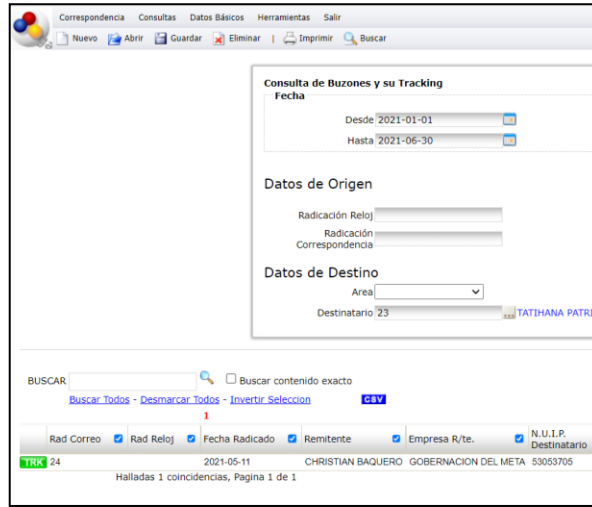 Correspondencia Consultas Datos Básicos Herramientas Salir
Nuevo Abrir Guardar Eliminar | Imprimir Buscar
Consulta de Buzones y su Tracking
Fecha
Desde 2021-01-01
Hasta 2021-06-30
Datos de Origen
Radicación Reloj
Radicación
Correspondencia
Datos de Destino
Area
Destinatario 23 ... TATIHANA PATRI
BUSCAR Buscar contenido exacto
Buscar Todos - Desmarcar Todos - Invertir Seleccion CSV
1
Rad Correo Rad Reloj Fecha Radicado Remitente Empresa R/te. N.U.I.P.
Destinatario
TRK 24 2021-05-11 CHRISTIAN BAQUERO GOBERNACION DEL META 53053705
Halladas 1 coincidencias, Pagina 1 de 1